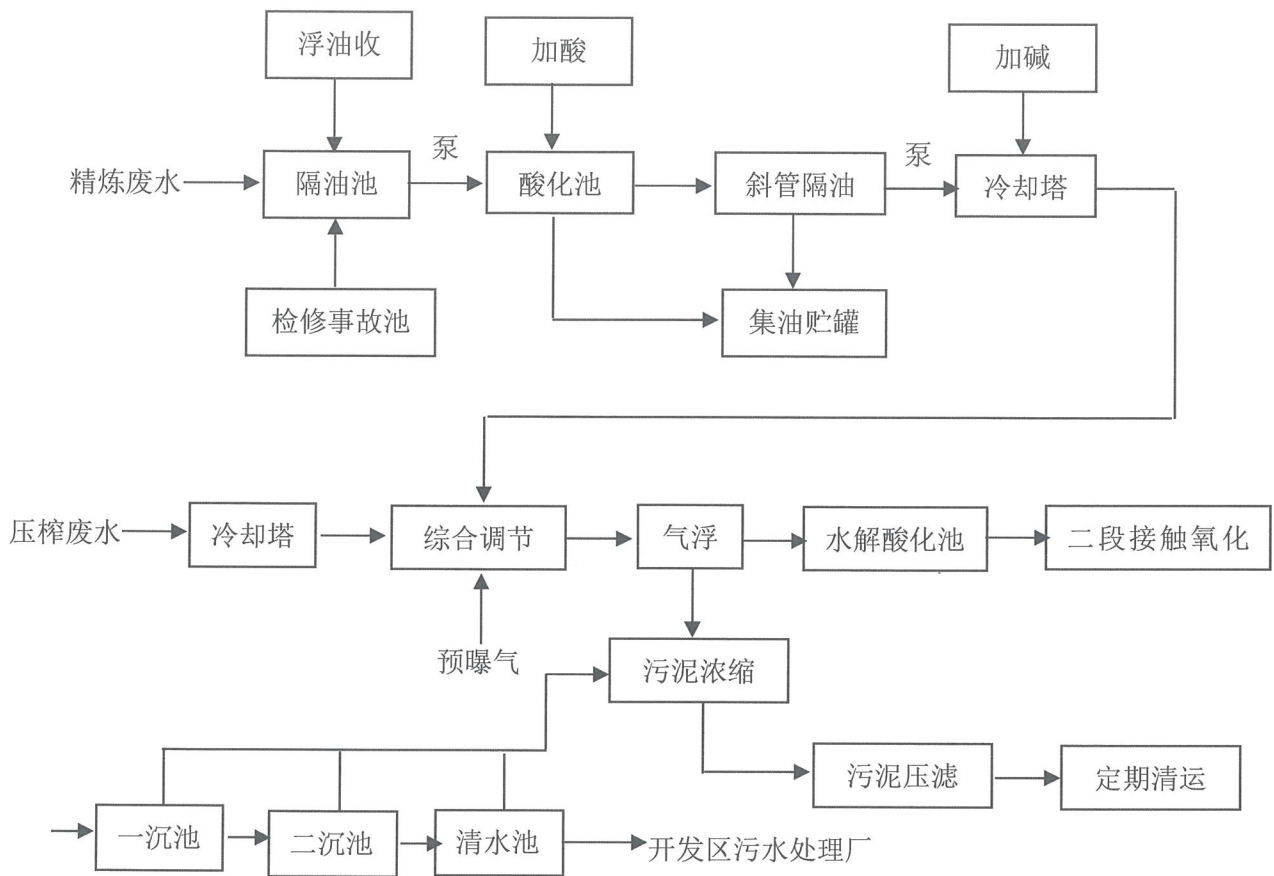 浮油收
加酸
加碱
泵
泵
精炼废水
隔油池
酸化池
斜管隔油
冷却塔
检修事故池
集油贮罐
压榨废水
冷却塔
综合调节
气浮
水解酸化池
二段接触氧化
预曝气
污泥浓缩
污泥压滤
定期清运
一沉池
二沉池
清水池
开发区污水处理厂